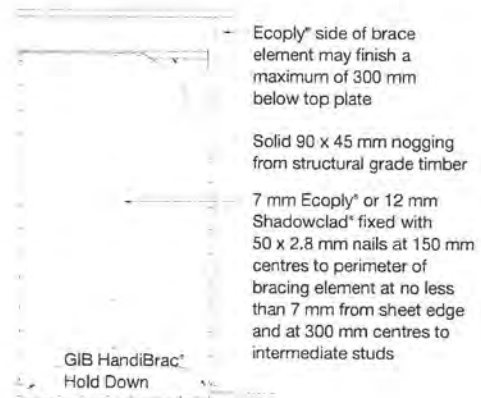 Ecoply® side of brace
element may finish a
maximum of 300 mm
below top plate
Solid 90 x 45 mm nogging
from structural grade timber
7 mm Ecoply® or 12 mm
Shadowclad® fixed with
50 x 2.8 mm nails at 150 mm
centres to perimeter of
bracing element at no less
than 7 mm from sheet edge
and at 300 mm centres to
intermediate studs
GIB HandiBrac®
Hold Down